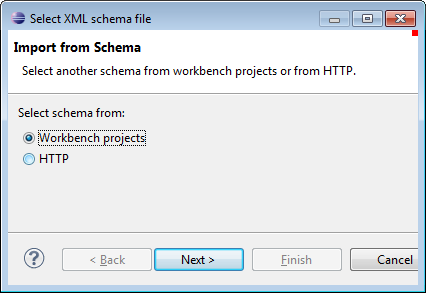 Select XML schema file
Import from Schema
Select another schema from workbench projects or from HTTP.
Select schema from:
Workbench projects
HTTP
? < Back Next > Finish Cancel